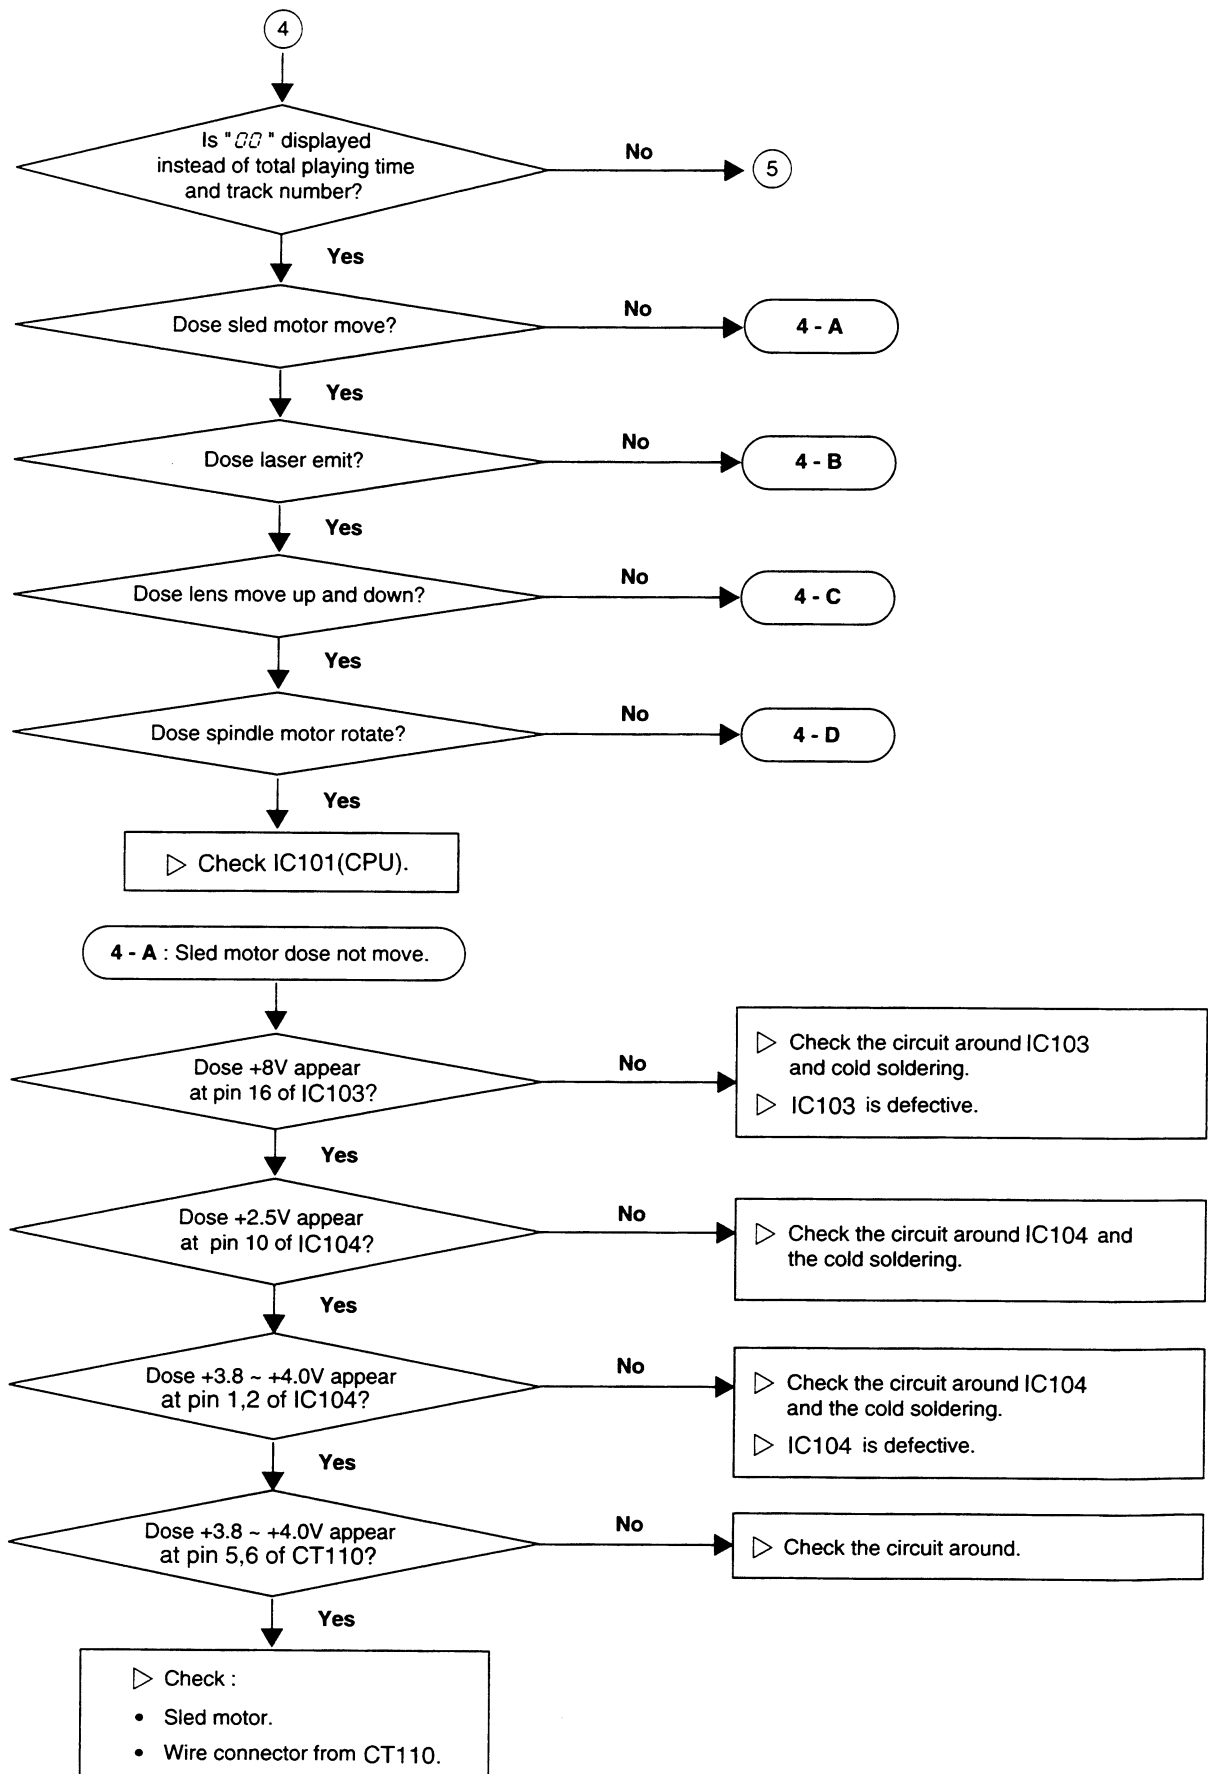 4
Is "00" displayed
instead of total playing time
and track number?
No
5
Yes
Dose sled motor move?
No
4 - A
Yes
Dose laser emit?
No
4 - B
Yes
Dose lens move up and down?
No
4 - C
Yes
Dose spindle motor rotate?
No
4 - D
Yes
▷ Check IC101(CPU).
4 - A : Sled motor dose not move.
Dose +8V appear
at pin 16 of IC103?
No
▷ Check the circuit around IC103
and cold soldering.
▷ IC103 is defective.
Yes
Dose +2.5V appear
at pin 10 of IC104?
No
▷ Check the circuit around IC104 and
the cold soldering.
Yes
Dose +3.8 ~ +4.0V appear
at pin 1,2 of IC104?
No
▷ Check the circuit around IC104
and the cold soldering.
▷ IC104 is defective.
Yes
Dose +3.8 ~ +4.0V appear
at pin 5,6 of CT110?
No
▷ Check the circuit around.
Yes
▷ Check :
• Sled motor.
• Wire connector from CT110.